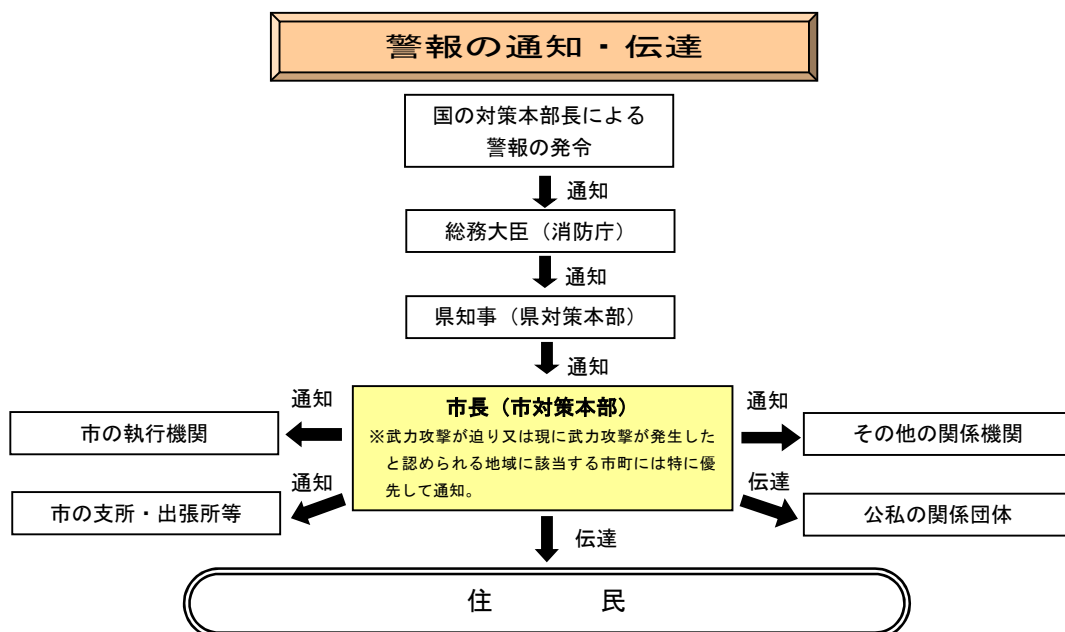 警報の通知・伝達
国の対策本部長による
警報の発令
通知
総務大臣（消防庁）
通知
県知事（県対策本部）
通知
市長（市対策本部）
※武力攻撃が迫り又は現に武力攻撃が発生した
と認められる地域に該当する市町には特に優
先して通知。
通知
市の執行機関
通知
その他の関係機関
通知
市の支所・出張所等
伝達
公私の関係団体
伝達
住民